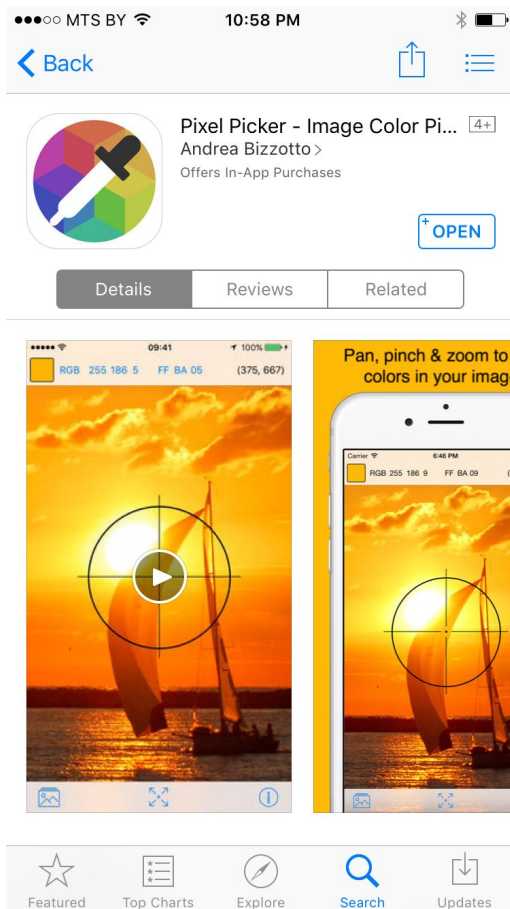 MTS BY 10:58 PM
Back
Pixel Picker - Image Color Pi... 4+
Andrea Bizzotto
Offers In-App Purchases
+ OPEN
Details Reviews Related
09:41 100%
RGB 255 186 5 FF BA 05 (375, 667)
Pan, pinch & zoom to
colors in your imag
Carrier 6:46 PM
RGB 255 186 9 FF BA 09 (
Featured Top Charts Explore Search Updates